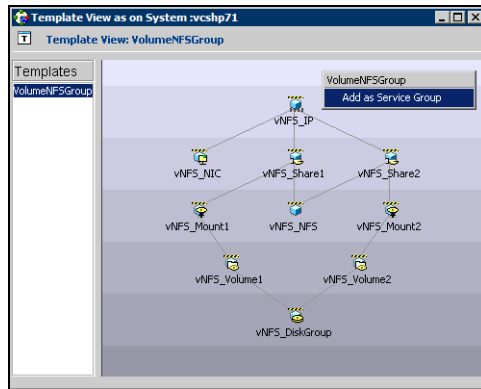 Template View as on System :vcshp71
Template View: VolumeNFSGroup
Templates
VolumeNFSGroup
VolumeNFSGroup
Add as Service Group
vNFS_IP
vNFS_NIC
vNFS_Share1
vNFS_Share2
vNFS_Mount1
vNFS_NFS
vNFS_Mount2
vNFS_Volume1
vNFS_Volume2
vNFS_DiskGroup